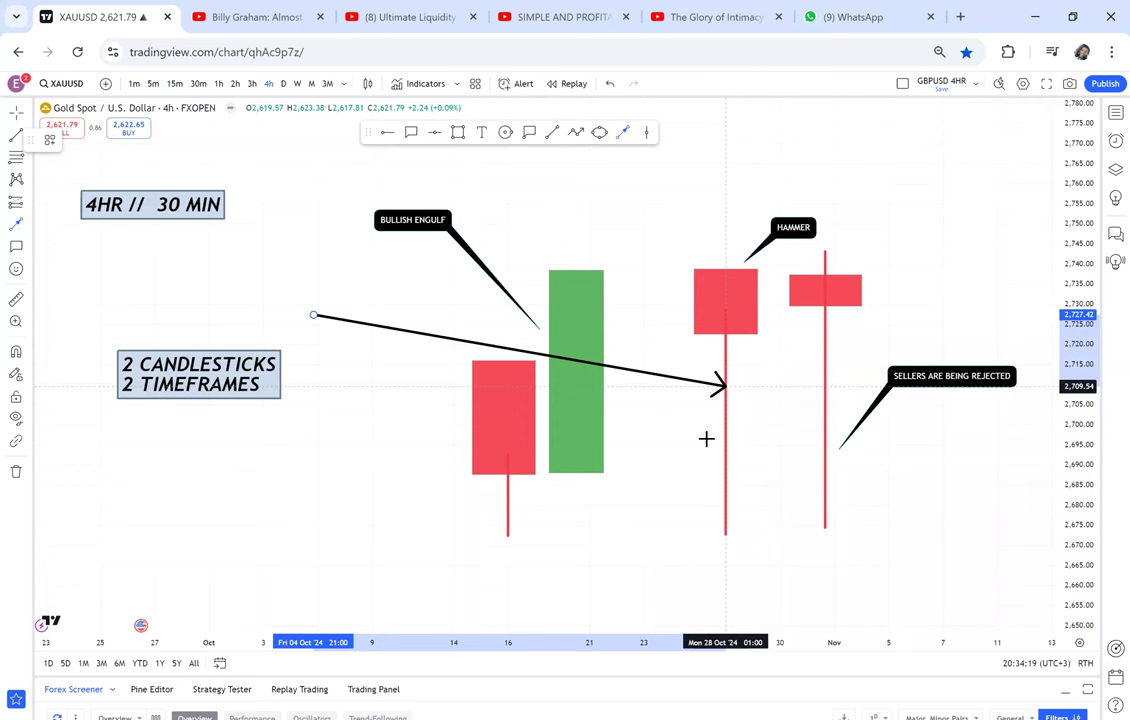 XAUUSD 2,621.79 ▲
Billy Graham: Almost
(8) Ultimate Liquidity
SIMPLE AND PROFITA
The Glory of Intimacy
(9) WhatsApp
tradingview.com/chart/qhAc9p7z/
E 2 XAUUSD 1m 5m 15m 30m 1h 2h 3h 4h D W M 3M Indicators Alert Replay GBPUSD 4HR Save Publish
Gold Spot / U.S. Dollar · 4h · FXOPEN O2,619.57 H2,623.38 L2,617.81 C2,621.79 +2.24 (+0.09%)
2,621.79 0.86 2,622.65
LL BUY
4HR // 30 MIN
BULLISH ENGULF
HAMMER
2 CANDLESTICKS
2 TIMEFRAMES
SELLERS ARE BEING REJECTED
2,780.00
2,775.00
2,770.00
2,765.00
2,760.00
2,755.00
2,750.00
2,745.00
2,740.00
2,735.00
2,730.00
2,727.42
2,725.00
2,720.00
2,715.00
2,709.54
2,705.00
2,700.00
2,695.00
2,690.00
2,685.00
2,680.00
2,675.00
2,670.00
2,665.00
2,660.00
2,655.00
2,650.00
23 25 27 Oct 3 Fri 04 Oct '24 21:00 9 14 16 21 23 Mon 28 Oct '24 01:00 30 Nov 5 7 11 13
1D 5D 1M 3M 6M YTD 1Y 5Y All 20:34:19 (UTC+3) RTH
Forex Screener Pine Editor Strategy Tester Replay Trading Trading Panel
Overview Overview Performance Oscillators Trend-Following Major, Minor Pairs General Filters